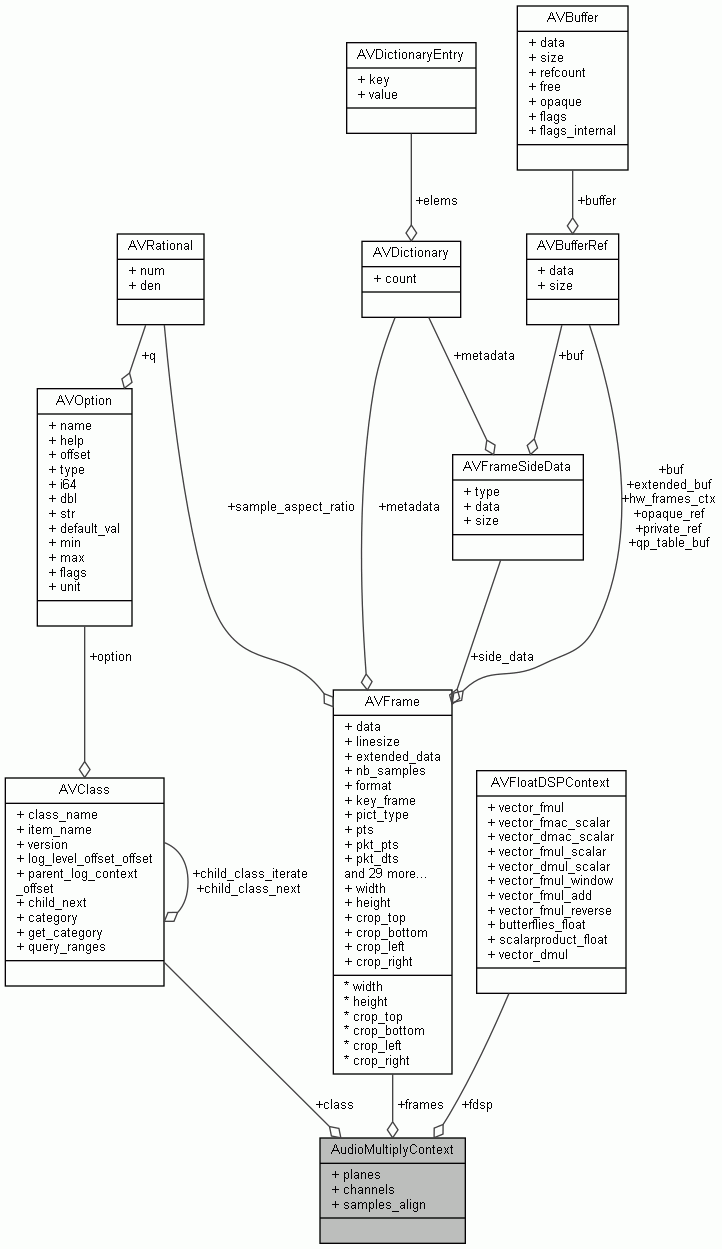 AVBuffer
+ data
+ size
+ refcount
+ free
+ opaque
+ flags
+ flags_internal
AVDictionaryEntry
+ key
+ value
+elems
+buffer
AVRational
+ num
+ den
AVDictionary
+ count
AVBufferRef
+ data
+ size
+q
+metadata
+buf
AVOption
+ name
+ help
+ offset
+ type
+ i64
+ dbl
+ str
+ default_val
+ min
+ max
+ flags
+ unit
AVFrameSideData
+ type
+ data
+ size
+sample_aspect_ratio
+metadata
+buf
+extended_buf
+hw_frames_ctx
+opaque_ref
+private_ref
+qp_table_buf
+option
+side_data
AVFrame
+ data
+ linesize
+ extended_data
+ nb_samples
+ format
+ key_frame
+ pict_type
+ pts
+ pkt_pts
+ pkt_dts
and 29 more...
+ width
+ height
+ crop_top
+ crop_bottom
+ crop_left
+ crop_right
* width
* height
* crop_top
* crop_bottom
* crop_left
* crop_right
AVClass
+ class_name
+ item_name
+ version
+ log_level_offset_offset
+ parent_log_context
_offset
+ child_next
+ category
+ get_category
+ query_ranges
+child_class_iterate
+child_class_next
AVFloatDSPContext
+ vector_fmul
+ vector_fmac_scalar
+ vector_dmac_scalar
+ vector_fmul_scalar
+ vector_dmul_scalar
+ vector_fmul_window
+ vector_fmul_add
+ vector_fmul_reverse
+ butterflies_float
+ scalarproduct_float
+ vector_dmul
+class
+frames
+fdsp
AudioMultiplyContext
+ planes
+ channels
+ samples_align